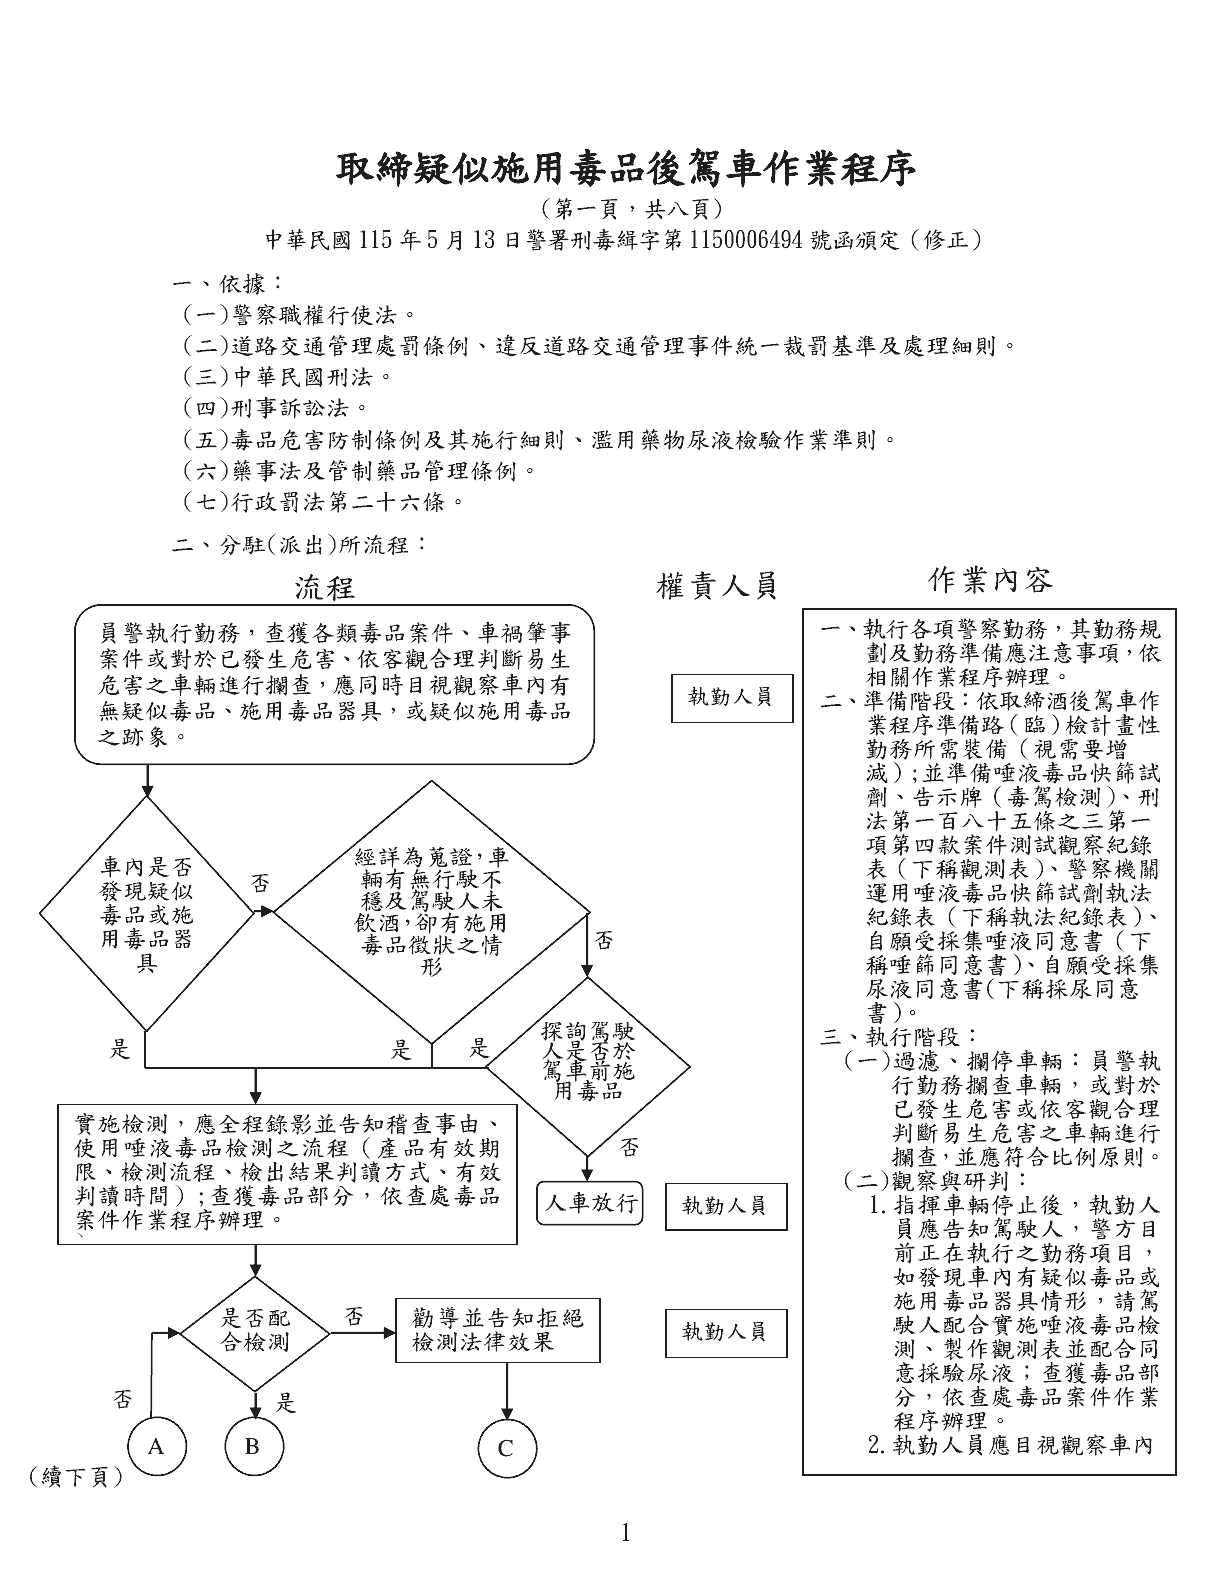 取締疑似施用毒品後駕車作業程序
（第一頁，共八頁）
中華民國 115 年 5 月 13 日警署刑毒緝字第 1150006494 號函頒定（修正）
一、依據：
(一)警察職權行使法。
(二)道路交通管理處罰條例、違反道路交通管理事件統一裁罰基準及處理細則。
(三)中華民國刑法。
(四)刑事訴訟法。
(五)毒品危害防制條例及其施行細則、濫用藥物尿液檢驗作業準則。
(六)藥事法及管制藥品管理條例。
(七)行政罰法第二十六條。
二、分駐(派出)所流程：
流程
員警執行勤務，查獲各類毒品案件、車禍肇事
案件或對於已發生危害、依客觀合理判斷易生
危害之車輛進行攔查，應同時目視觀察車內有
無疑似毒品、施用毒品器具，或疑似施用毒品
之跡象。
車內是否
發現疑似
毒品或施
用毒品器
具
否
經詳為蒐證，車
輛有無行駛不
穩及駕駛人未
飲酒，卻有施用
毒品徵狀之情
形
否
是
是
是
探詢駕駛
人是否於
駕車前施
用毒品
否
人車放行
實施檢測，應全程錄影並告知稽查事由、
使用唾液毒品檢測之流程（產品有效期
限、檢測流程、檢出結果判讀方式、有效
判讀時間）;查獲毒品部分，依查處毒品
案件作業程序辦理。
、
是否配
合檢測
否
勸導並告知拒絕
檢測法律效果
否
是
A
B
C
（續下頁）
權責人員
執勤人員
執勤人員
執勤人員
作業內容
一、執行各項警察勤務，其勤務規
劃及勤務準備應注意事項，依
相關作業程序辦理。
二、準備階段：依取締酒後駕車作
業程序準備路（臨）檢計畫性
勤務所需裝備（視需要增
減）;並準備唾液毒品快篩試
劑、告示牌（毒駕檢測）、刑
法第一百八十五條之三第一
項第四款案件測試觀察紀錄
表（下稱觀測表）、警察機關
運用唾液毒品快篩試劑執法
紀錄表（下稱執法紀錄表）、
自願受採集唾液同意書（下
稱唾篩同意書）、自願受採集
尿液同意書(下稱採尿同意
書)。
三、執行階段：
(一)過濾、攔停車輛：員警執
行勤務攔查車輛，或對於
已發生危害或依客觀合理
判斷易生危害之車輛進行
攔查，並應符合比例原則。
(二)觀察與研判：
1. 指揮車輛停止後，執勤人
員應告知駕駛人，警方目
前正在執行之勤務項目，
如發現車內有疑似毒品或
施用毒品器具情形，請駕
駛人配合實施唾液毒品檢
測、製作觀測表並配合同
意採驗尿液；查獲毒品部
分，依查處毒品案件作業
程序辦理。
2. 執勤人員應目視觀察車內
1